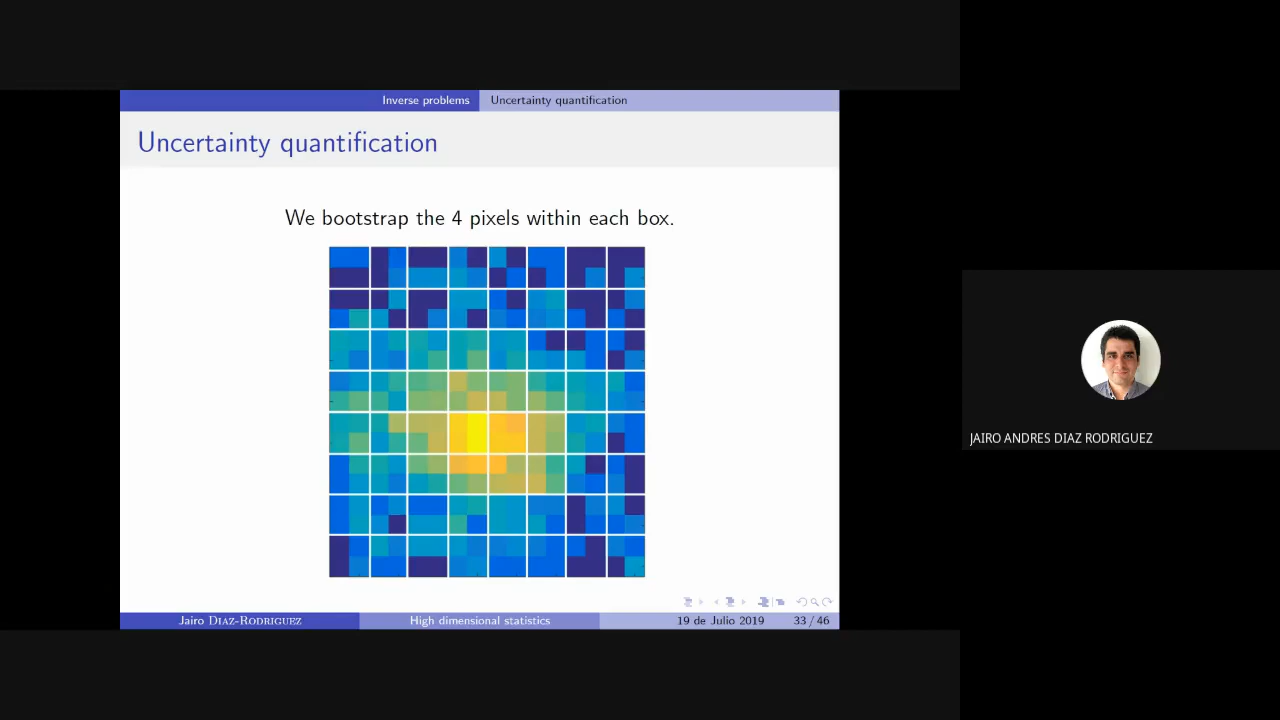 Inverse problems
Uncertainty quantification
Uncertainty quantification
We bootstrap the 4 pixels within each box.
JAIRO ANDRES DIAZ RODRIGUEZ
Jairo Diaz-Rodriguez
High dimensional statistics
19 de Julio 2019
33 / 46